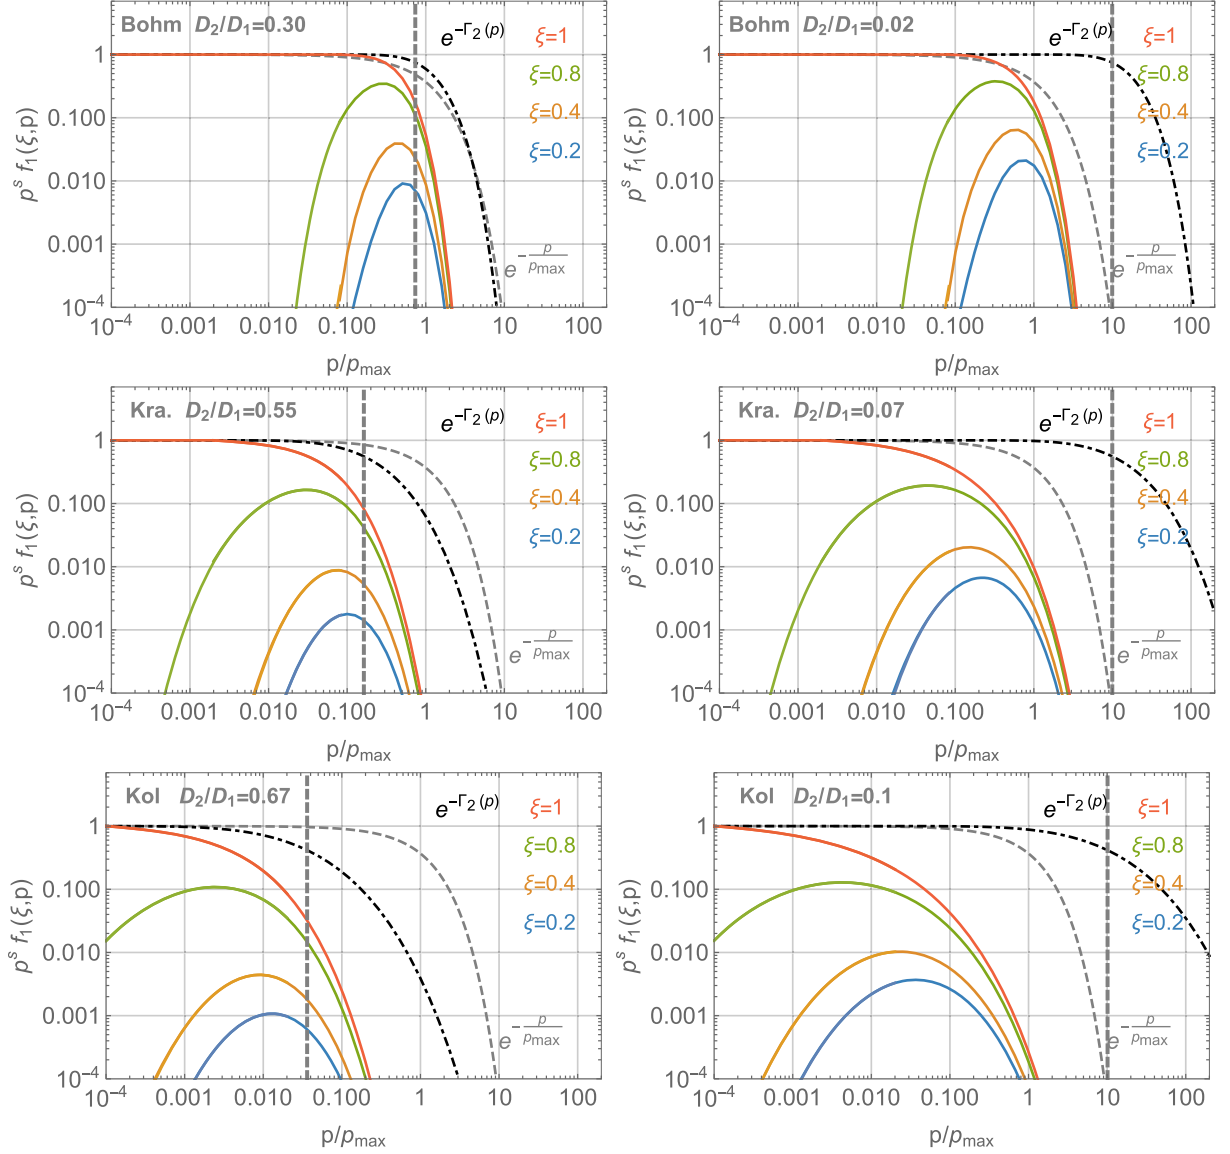 Bohm D₂/D₁=0.30
e^{-Γ₂(p)}
ξ=1
ξ=0.8
ξ=0.4
ξ=0.2
e^{-p/p_max}
p^s f₁(ξ,p)
1
0.100
0.010
0.001
10⁻⁴
10⁻⁴ 0.001 0.010 0.100 1 10 100
p/p_max
Bohm D₂/D₁=0.02
e^{-Γ₂(p)}
ξ=1
ξ=0.8
ξ=0.4
ξ=0.2
e^{-p/p_max}
p^s f₁(ξ,p)
1
0.100
0.010
0.001
10⁻⁴
10⁻⁴ 0.001 0.010 0.100 1 10 100
p/p_max
Kra. D₂/D₁=0.55
e^{-Γ₂(p)}
ξ=1
ξ=0.8
ξ=0.4
ξ=0.2
e^{-p/p_max}
p^s f₁(ξ,p)
1
0.100
0.010
0.001
10⁻⁴
10⁻⁴ 0.001 0.010 0.100 1 10 100
p/p_max
Kra. D₂/D₁=0.07
e^{-Γ₂(p)}
ξ=1
ξ=0.8
ξ=0.4
ξ=0.2
e^{-p/p_max}
p^s f₁(ξ,p)
1
0.100
0.010
0.001
10⁻⁴
10⁻⁴ 0.001 0.010 0.100 1 10 100
p/p_max
Kol D₂/D₁=0.67
e^{-Γ₂(p)}
ξ=1
ξ=0.8
ξ=0.4
ξ=0.2
e^{-p/p_max}
p^s f₁(ξ,p)
1
0.100
0.010
0.001
10⁻⁴
10⁻⁴ 0.001 0.010 0.100 1 10 100
p/p_max
Kol D₂/D₁=0.1
e^{-Γ₂(p)}
ξ=1
ξ=0.8
ξ=0.4
ξ=0.2
e^{-p/p_max}
p^s f₁(ξ,p)
1
0.100
0.010
0.001
10⁻⁴
10⁻⁴ 0.001 0.010 0.100 1 10 100
p/p_max